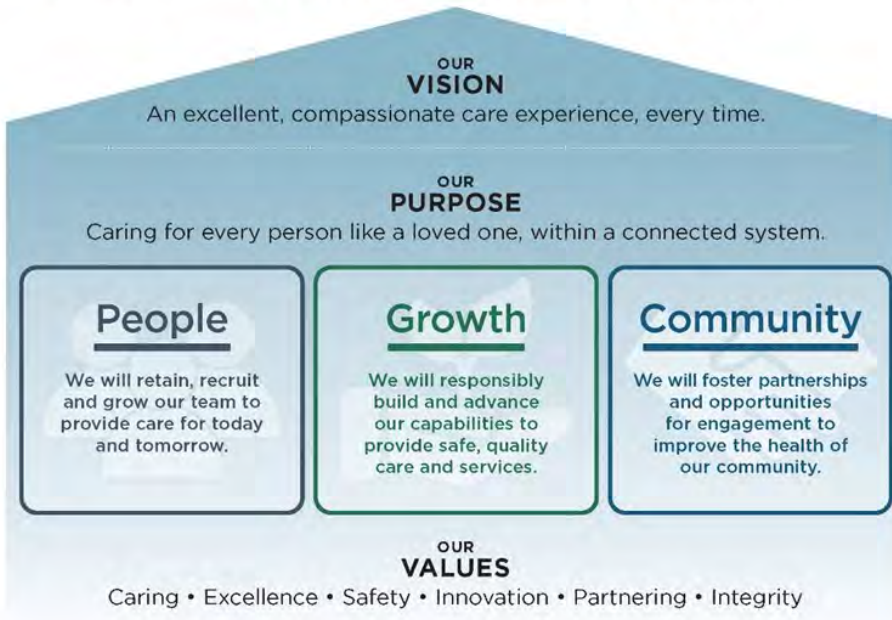 OUR
VISION
An excellent, compassionate care experience, every time.
OUR
PURPOSE
Caring for every person like a loved one, within a connected system.
People
We will retain, recruit
and grow our team to
provide care for today
and tomorrow.
Growth
We will responsibly
build and advance
our capabilities to
provide safe, quality
care and services.
Community
We will foster partnerships
and opportunities
for engagement to
improve the health of
our community.
OUR
VALUES
Caring • Excellence • Safety • Innovation • Partnering • Integrity